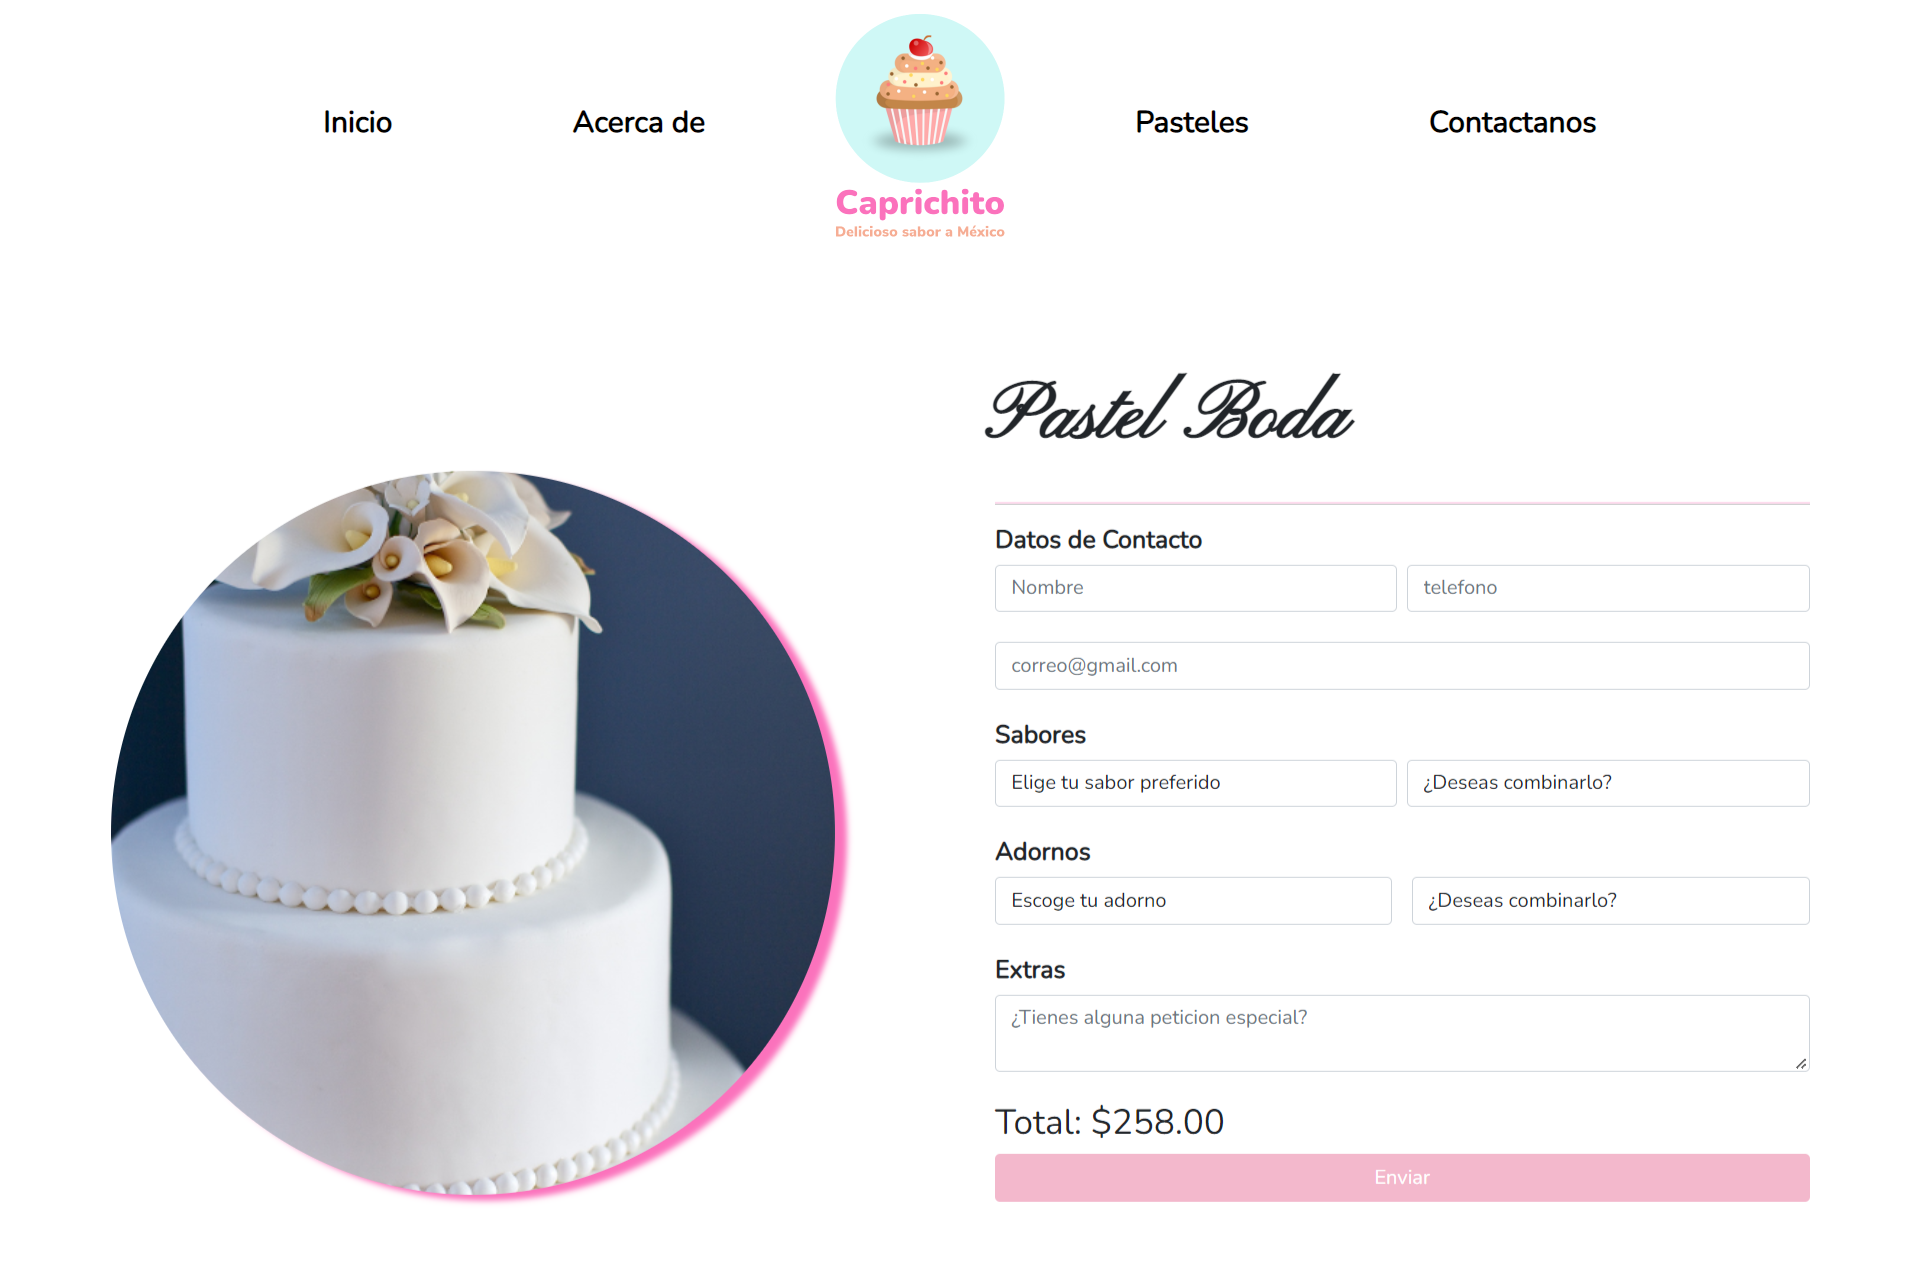 Inicio
Acerca de
Pasteles
Contactanos
Caprichito
Delicioso sabor a México
Pastel Boda
Datos de Contacto
Nombre
telefono
correo@gmail.com
Sabores
Elige tu sabor preferido
¿Deseas combinarlo?
Adornos
Escoge tu adorno
¿Deseas combinarlo?
Extras
¿Tienes alguna peticion especial?
Total: $258.00
Enviar